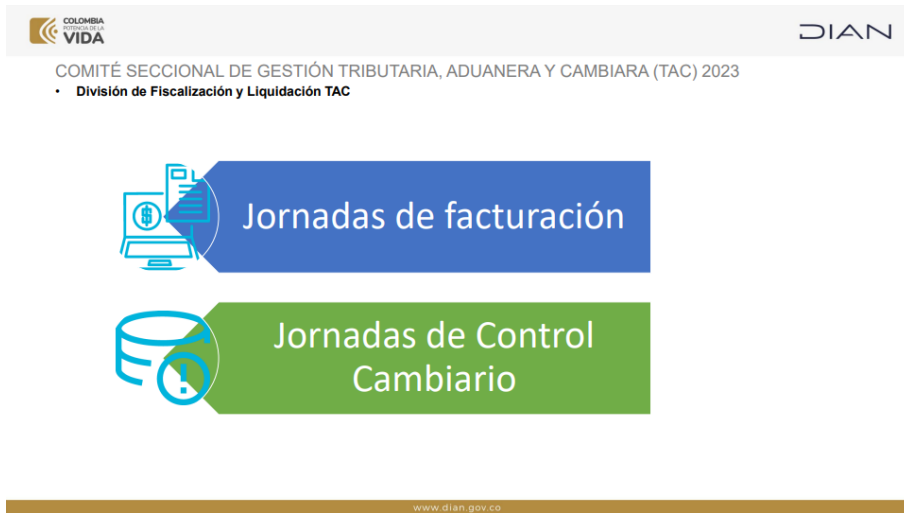 COLOMBIA
POTENCIA DE LA
VIDA
DIAN
COMITÉ SECCIONAL DE GESTIÓN TRIBUTARIA, ADUANERA Y CAMBIARA (TAC) 2023
• División de Fiscalización y Liquidación TAC
Jornadas de facturación
Jornadas de Control
Cambiario
www.dian.gov.co